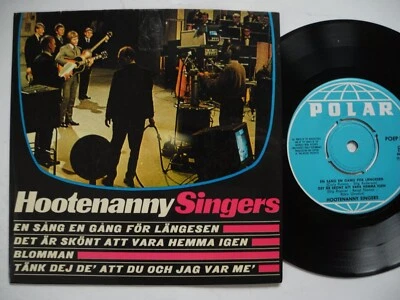 Hootenanny Singers
EN SÅNG EN GÅNG FÖR LÄNGESEN
DET ÄR SKÖNT ATT VARA HEMMA IGEN
BLOMMAN
TÄNK DEJ DE' ATT DU OCH JAG VAR ME'
POLAR
POEP
HOOTENANNY SINGERS